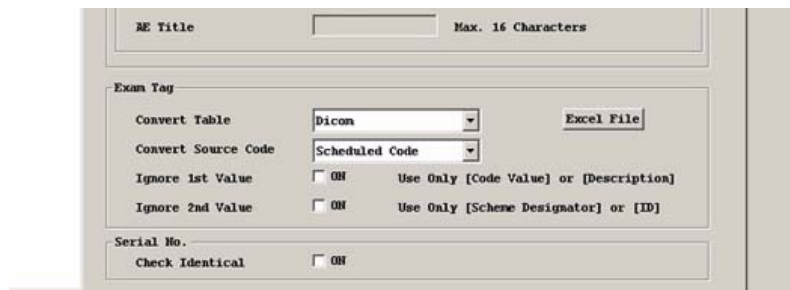 AE Title Max. 16 Characters
Exam Tag
Convert Table Dicom Excel File
Convert Source Code Scheduled Code
Ignore 1st Value ON Use Only [Code Value] or [Description]
Ignore 2nd Value ON Use Only [Scheme Designator] or [ID]
Serial No.
Check Identical ON